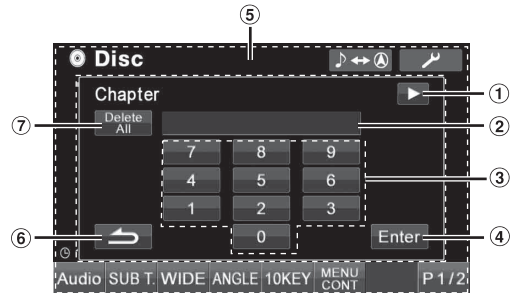 ⑤
Disc
Chapter
①
⑦ Delete All
②
7 8 9
4 5 6
③
1 2 3
⑥
0
Enter
④
Audio SUB T. WIDE ANGLE 10KEY MENU CONT P1/2